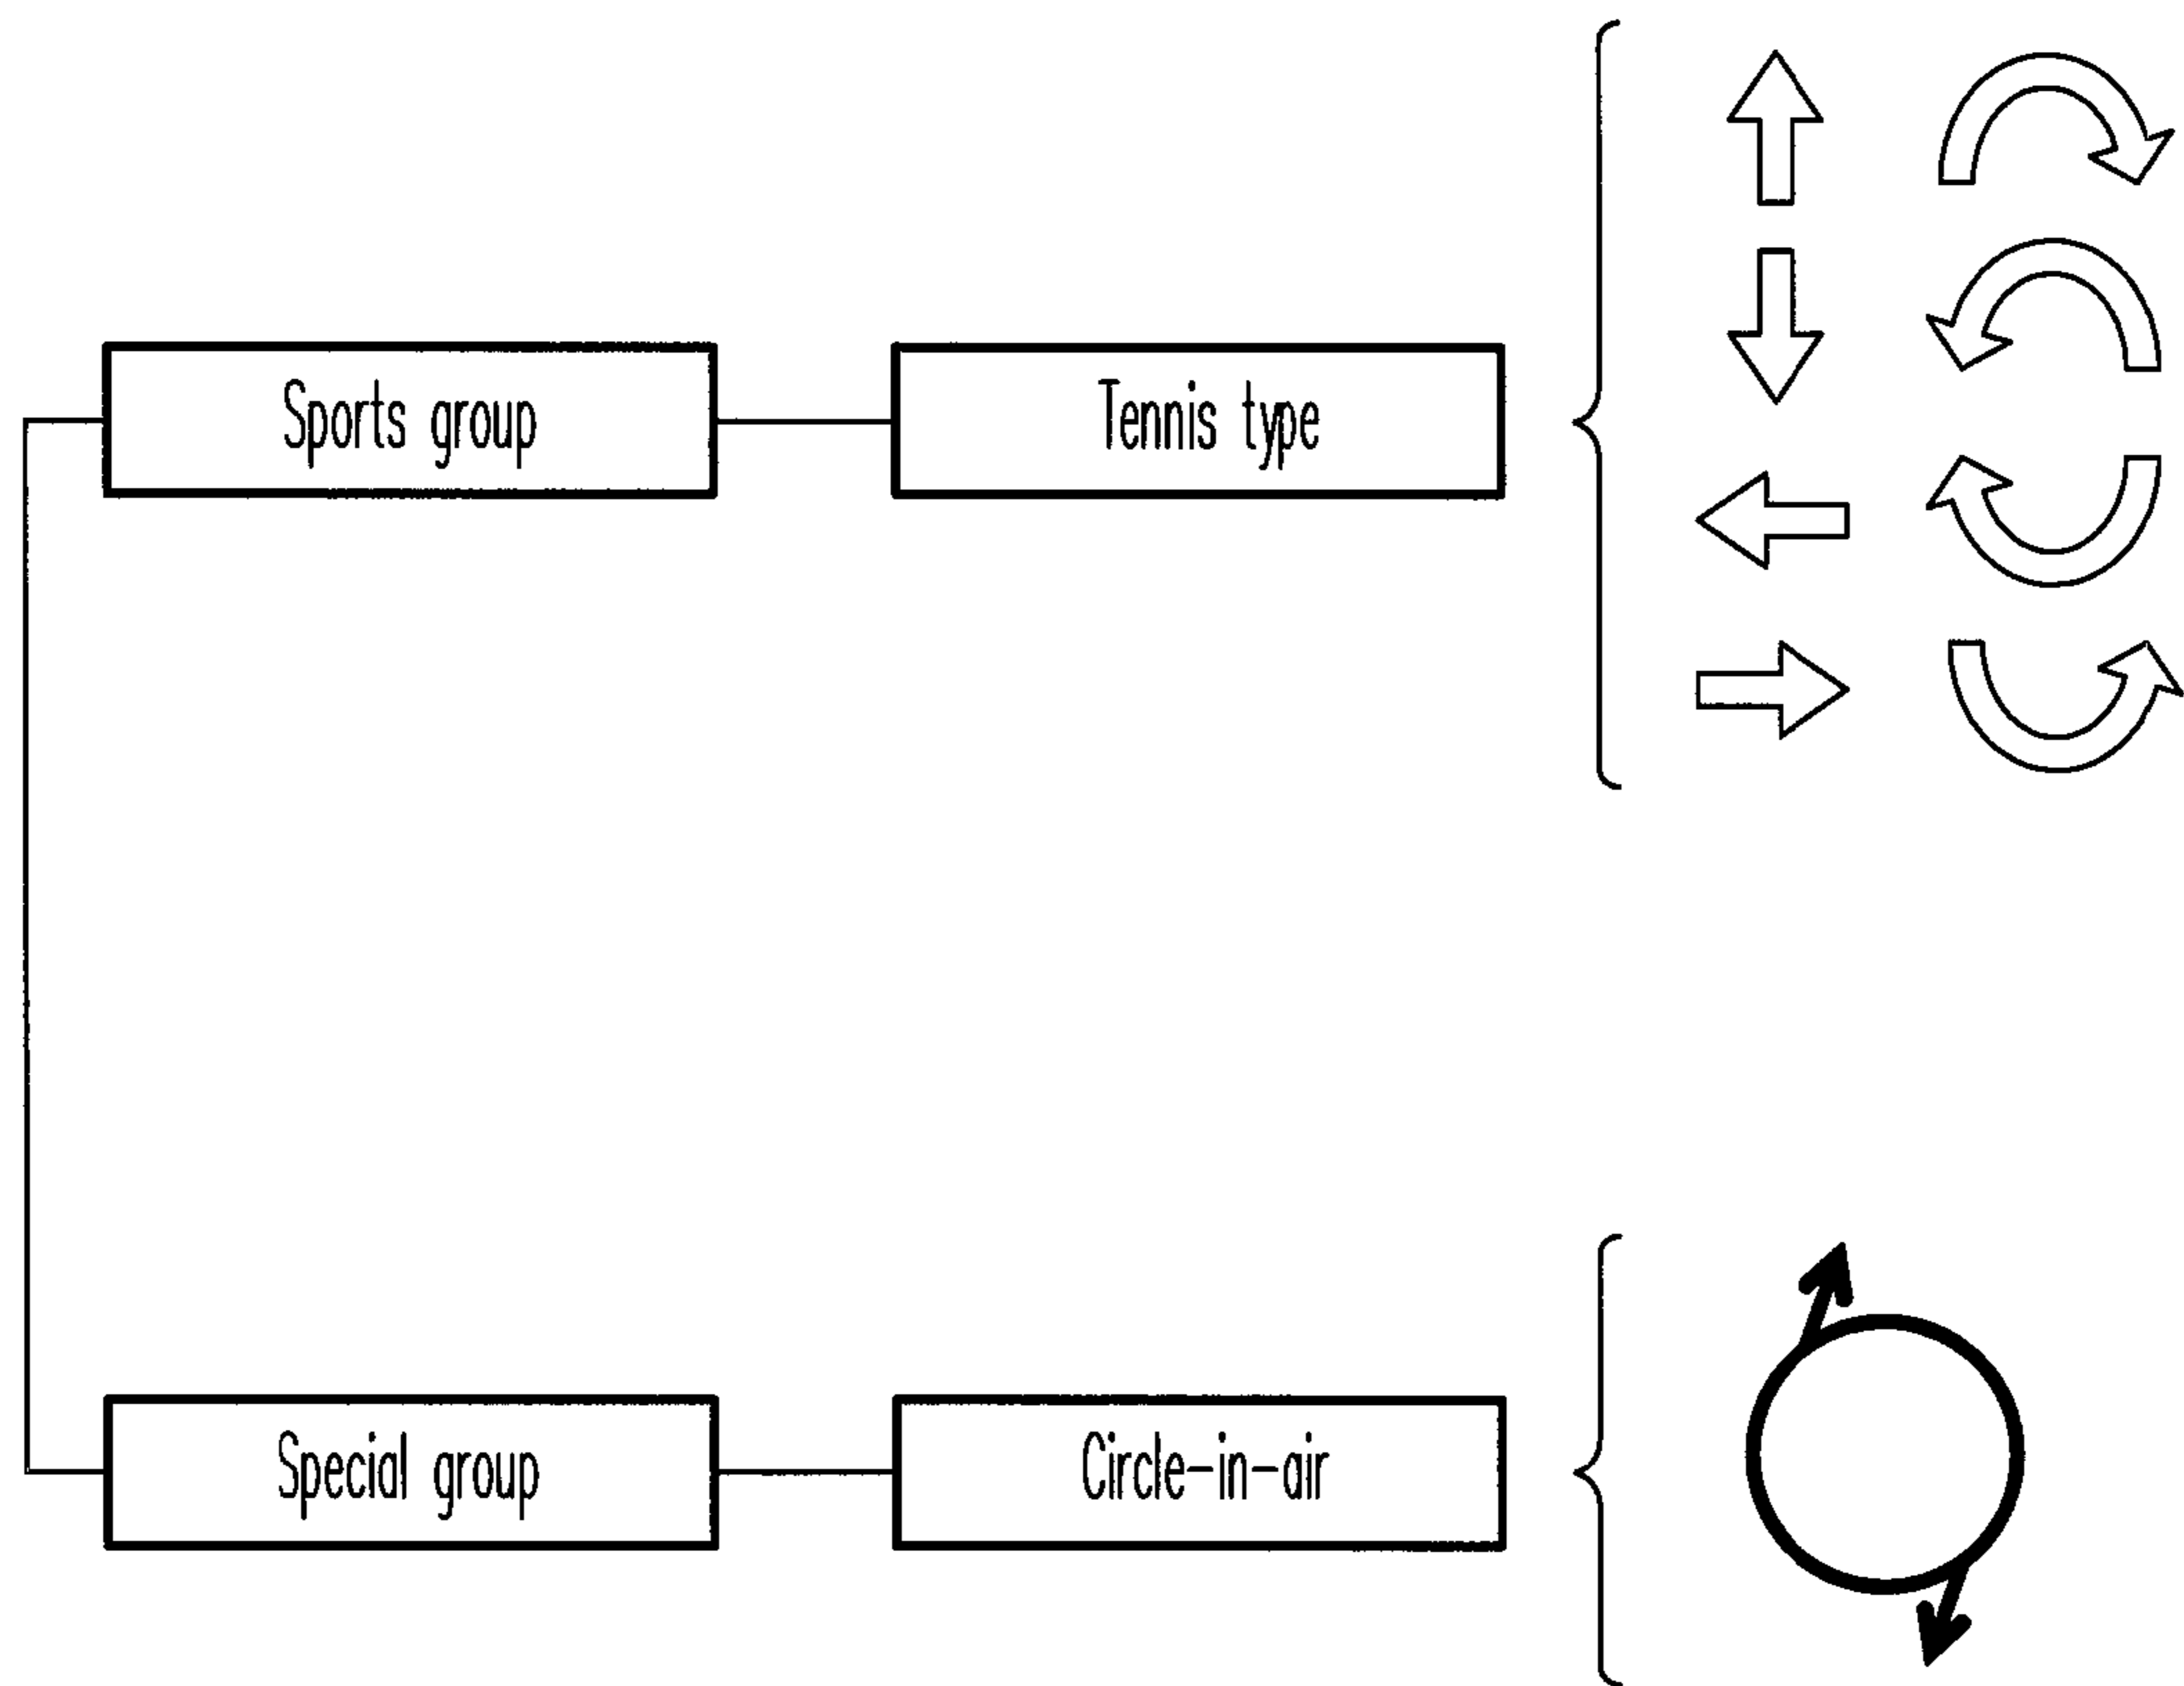 Sports group
Tennis type
Special group
Circle-in-air